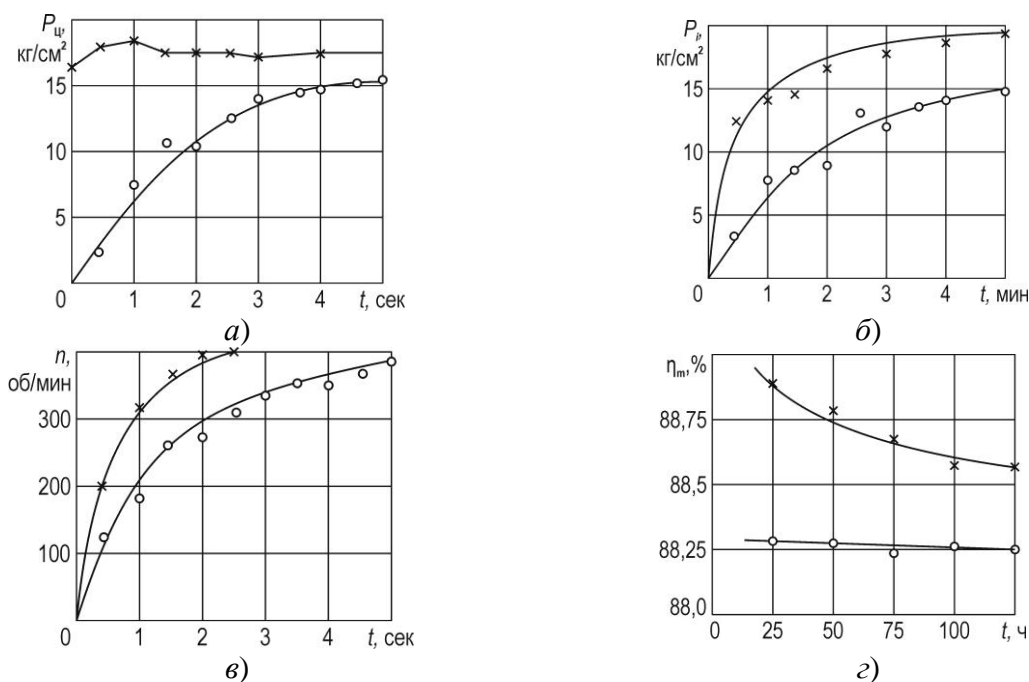 Pц,
кг/см²
15
10
5
0 1 2 3 4 t, сек
а)
Pi,
кг/см²
15
10
5
0 1 2 3 4 t, мин
б)
n,
об/мин
300
200
100
0 1 2 3 4 t, сек
в)
ηm,%
88,75
88,5
88,25
88,0
0 25 50 75 100 t, ч
г)